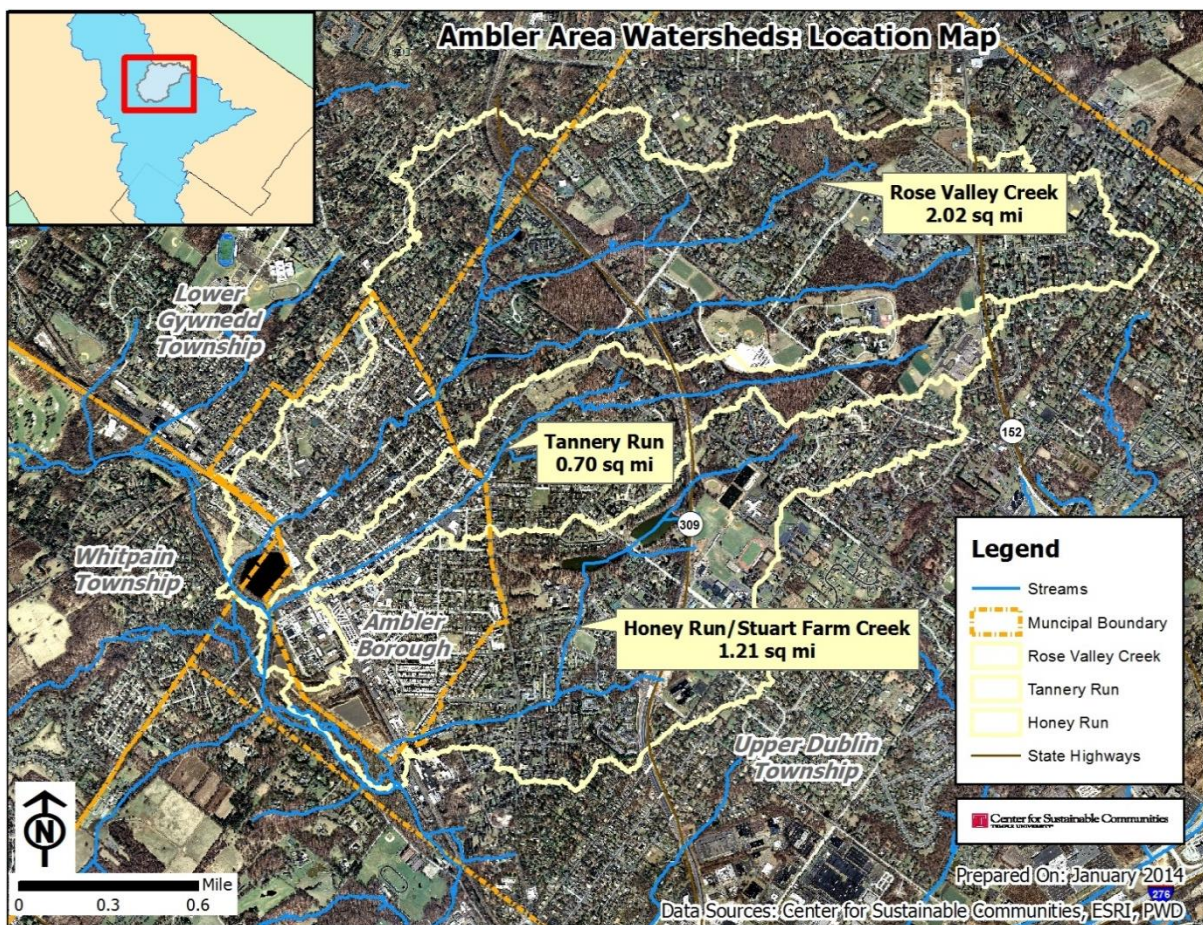 Ambler Area Watersheds: Location Map
Rose Valley Creek
2.02 sq mi
Lower
Gywnedd
Township
Tannery Run
0.70 sq mi
152
309
Whitpain
Township
Ambler
Borough
Honey Run/Stuart Farm Creek
1.21 sq mi
Upper Dublin
Township
Legend
Streams
Muncipal Boundary
Rose Valley Creek
Tannery Run
Honey Run
State Highways
Center for Sustainable Communities
TEMPLE UNIVERSITY
N
Mile
0 0.3 0.6
Prepared On: January 2014
276
Data Sources: Center for Sustainable Communities, ESRI, PWD